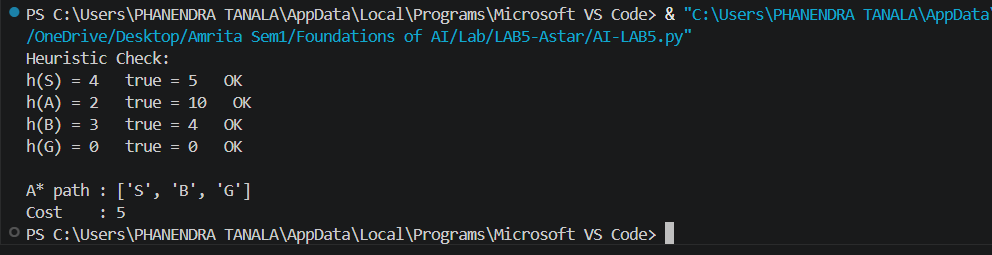 PS C:\Users\PHANENDRA TANALA\AppData\Local\Programs\Microsoft VS Code> & "C:\Users\PHANENDRA TANALA\AppData\
/OneDrive/Desktop/Amrita Sem1/Foundations of AI/Lab/LAB5-Astar/AI-LAB5.py"
Heuristic Check:
h(S) = 4   true = 5   OK
h(A) = 2   true = 10   OK
h(B) = 3   true = 4   OK
h(G) = 0   true = 0   OK
A* path : ['S', 'B', 'G']
Cost    : 5
PS C:\Users\PHANENDRA TANALA\AppData\Local\Programs\Microsoft VS Code>